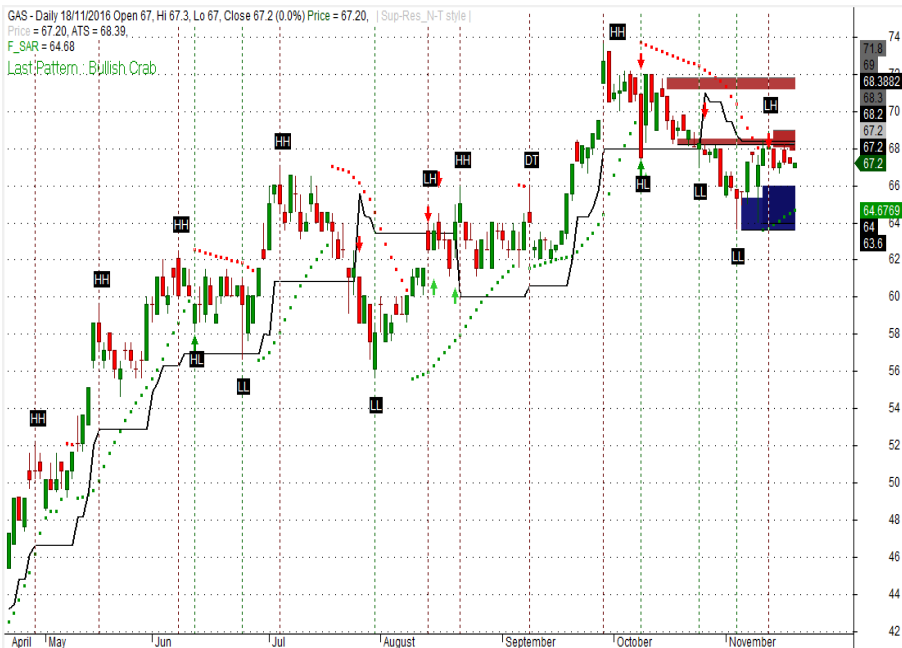 GAS - Daily 18/11/2016 Open 67, Hi 67.3, Lo 67, Close 67.2 (0.0%) Price = 67.20, | Sup-Res_N-T style |
Price = 67.20, ATS = 68.39,
F_SAR = 64.68
Last Pattern : Bullish Crab
HH
HH
HH
HL
LL
HH
LL
LH
HH
DT
HH
HL
LL
LL
LH
74
71.8
69
68.3882
70
68.3
68.2
67.2
68
67.2
67.2
66
64.6769
64
64
63.6
62
60
58
56
54
52
50
48
46
44
42
April
May
Jun
Jul
August
September
October
November